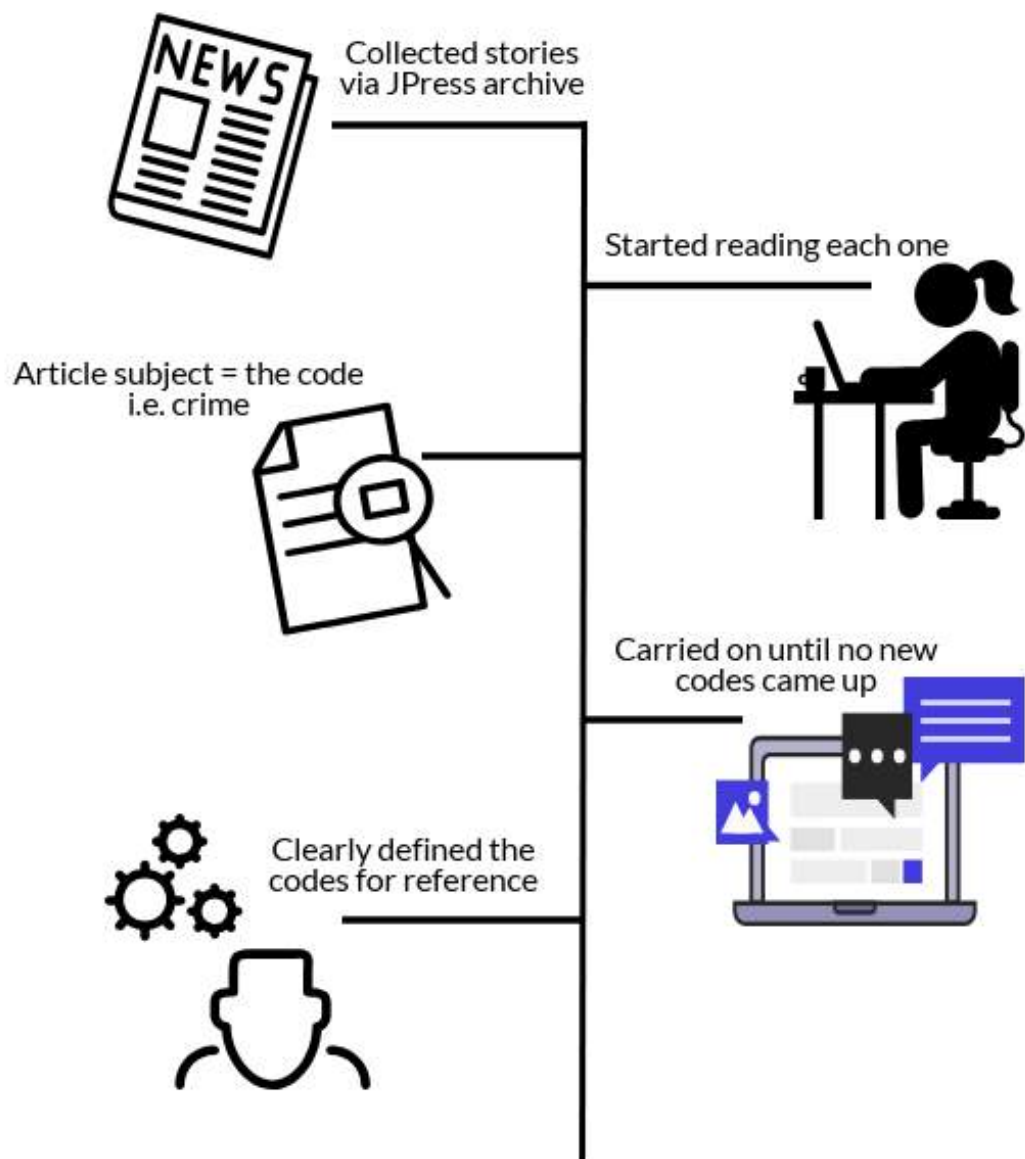 NEWS
Collected stories
via JPress archive
Started reading each one
Article subject = the code
i.e. crime
Carried on until no new
codes came up
Clearly defined the
codes for reference